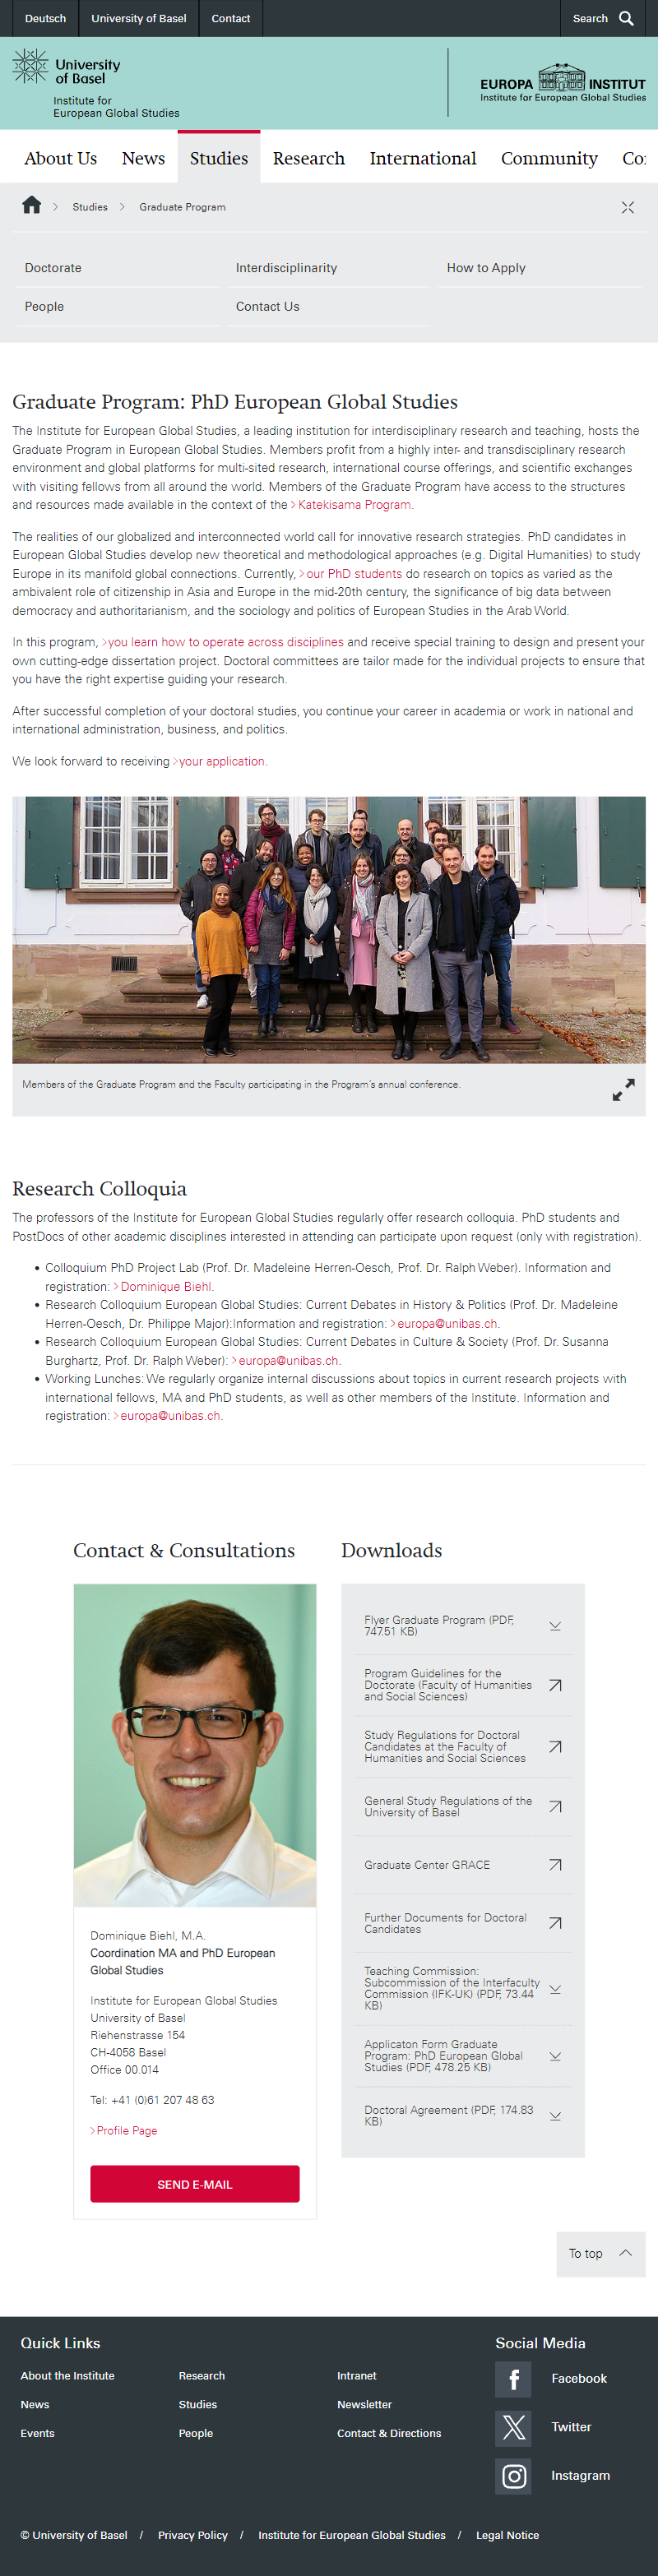 Deutsch
University of Basel
Contact
Search
University
of Basel
Institute for
European Global Studies
EUROPA INSTITUT
Institute for European Global Studies
About Us
News
Studies
Research
International
Community
Studies
Graduate Program
Doctorate
Interdisciplinarity
How to Apply
People
Contact Us
Graduate Program: PhD European Global Studies
The Institute for European Global Studies, a leading institution for interdisciplinary research and teaching, hosts the
Graduate Program in European Global Studies. Members profit from a highly inter- and transdisciplinary research
environment and global platforms for multi-sited research, international course offerings, and scientific exchanges
with visiting fellows from all around the world. Members of the Graduate Program have access to the structures
and resources made available in the context of the Katekisama Program.
The realities of our globalized and interconnected world call for innovative research strategies. PhD candidates in
European Global Studies develop new theoretical and methodological approaches (e.g. Digital Humanities) to study
Europe in its manifold global connections. Currently, our PhD students do research on topics as varied as the
ambivalent role of citizenship in Asia and Europe in the mid-20th century, the significance of big data between
democracy and authoritarianism, and the sociology and politics of European Studies in the Arab World.
In this program, you learn how to operate across disciplines and receive special training to design and present your
own cutting-edge dissertation project. Doctoral committees are tailor made for the individual projects to ensure that
you have the right expertise guiding your research.
After successful completion of your doctoral studies, you continue your career in academia or work in national and
international administration, business, and politics.
We look forward to receiving your application.
Members of the Graduate Program and the Faculty participating in the Program´s annual conference.
Research Colloquia
The professors of the Institute for European Global Studies regularly offer research colloquia. PhD students and
PostDocs of other academic disciplines interested in attending can participate upon request (only with registration).
• Colloquium PhD Project Lab (Prof. Dr. Madeleine Herren-Oesch, Prof. Dr. Ralph Weber). Information and
registration: Dominique Biehl.
• Research Colloquium European Global Studies: Current Debates in History & Politics (Prof. Dr. Madeleine
Herren-Oesch, Dr. Philippe Major):Information and registration: europa@unibas.ch.
• Research Colloquium European Global Studies: Current Debates in Culture & Society (Prof. Dr. Susanna
Burghartz, Prof. Dr. Ralph Weber): europa@unibas.ch.
• Working Lunches: We regularly organize internal discussions about topics in current research projects with
international fellows, MA and PhD students, as well as other members of the Institute. Information and
registration: europa@unibas.ch.
Contact & Consultations
Dominique Biehl, M.A.
Coordination MA and PhD European
Global Studies
Institute for European Global Studies
University of Basel
Riehenstrasse 154
CH-4058 Basel
Office 00.014
Tel: +41 (0)61 207 48 63
Profile Page
SEND E-MAIL
Downloads
Flyer Graduate Program (PDF,
747.51 KB)
Program Guidelines for the
Doctorate (Faculty of Humanities
and Social Sciences)
Study Regulations for Doctoral
Candidates at the Faculty of
Humanities and Social Sciences
General Study Regulations of the
University of Basel
Graduate Center GRACE
Further Documents for Doctoral
Candidates
Teaching Commission:
Subcommission of the Interfaculty
Commission (IFK-UK) (PDF, 73.44
KB)
Applicaton Form Graduate
Program: PhD European Global
Studies (PDF, 478.25 KB)
Doctoral Agreement (PDF, 174.83
KB)
To top
Quick Links
About the Institute
Research
Intranet
News
Studies
Newsletter
Events
People
Contact & Directions
Social Media
Facebook
Twitter
Instagram
© University of Basel / Privacy Policy / Institute for European Global Studies / Legal Notice